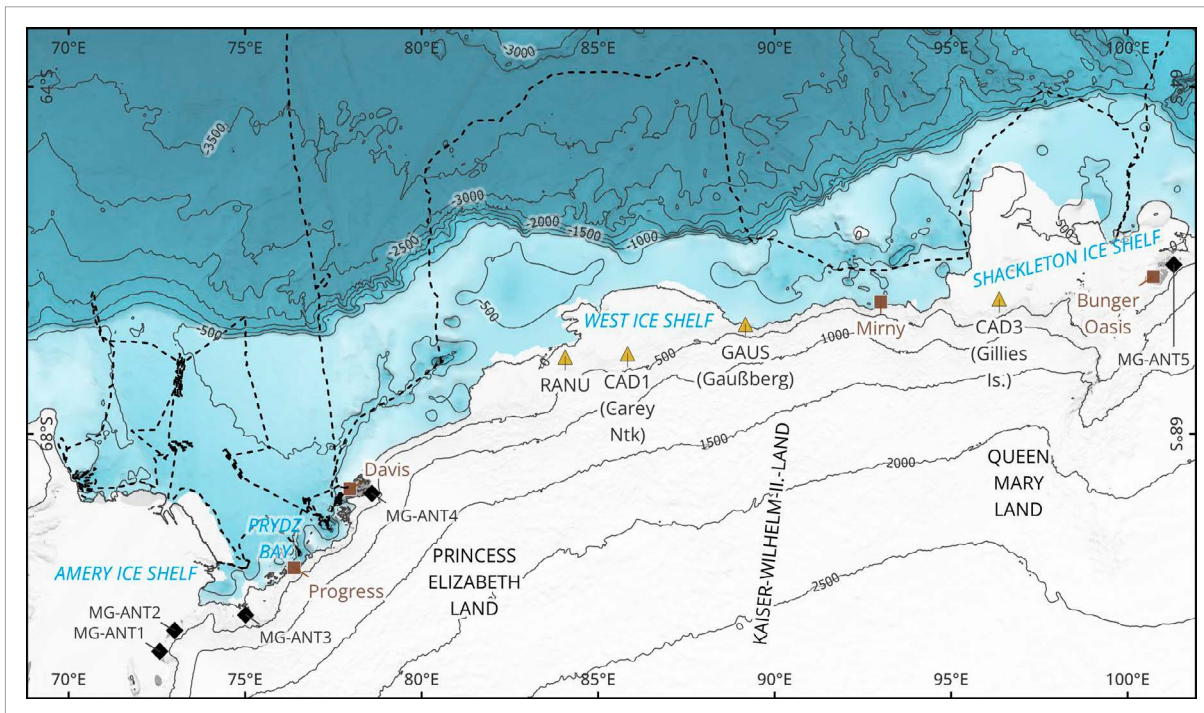 70°E 75°E 80°E 85°E 90°E 95°E 100°E
-3000
64°S
-3500
-3000
-2500
-2000
-1500
-1000
-500
-500
0
500
SHACKLETON ICE SHELF
WEST ICE SHELF
Mirny
Bunger
Oasis
MG-ANT5
RANU
CAD1
(Carey
Ntk)
GAUS
(Gaußberg)
CAD3
(Gillies
Is.)
500
1000
1500
2000
2500
68°S
68°S
Davis
MG-ANT4
PRYDZ
BAY
AMERY ICE SHELF
Progress
MG-ANT2
MG-ANT1
MG-ANT3
PRINCESS
ELIZABETH
LAND
KAISER-WILHELM-II.-LAND
QUEEN
MARY
LAND
70°E 75°E 80°E 85°E 90°E 95°E 100°E